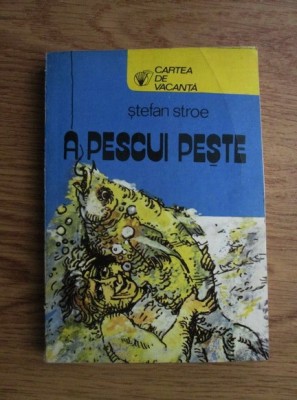 CARTEA
DE
VACANȚĂ
ștefan stroe
A PESCUI PEȘTE